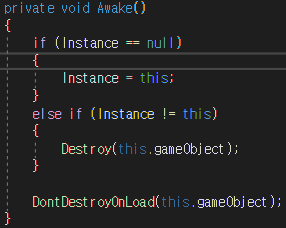 private void Awake()
{
    if (Instance == null)
    {
        Instance = this;
    }
    else if (Instance != this)
    {
        Destroy(this.gameObject);
    }

    DontDestroyOnLoad(this.gameObject);
}